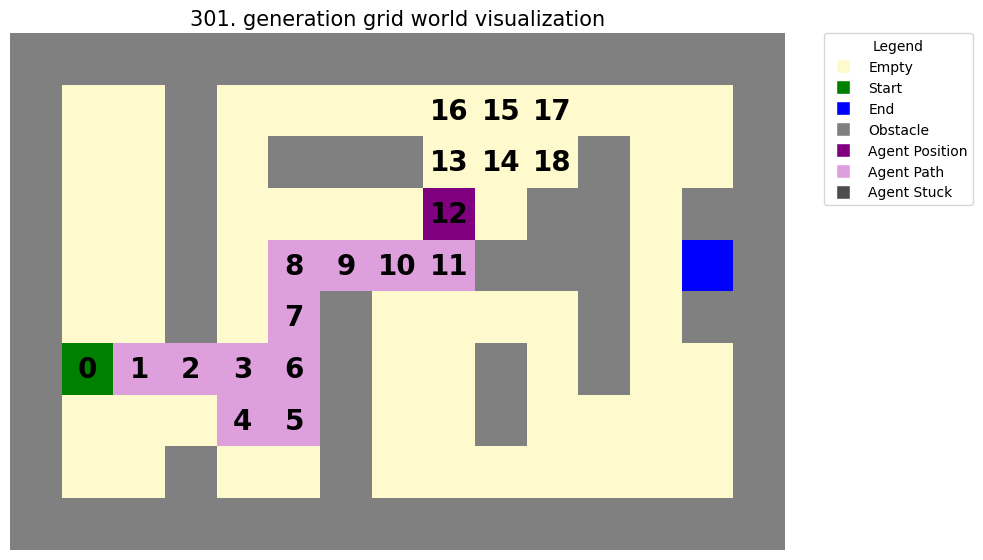 301. generation grid world visualization
Legend
Empty
Start
End
Obstacle
Agent Position
Agent Path
Agent Stuck
16 15 17
13 14 18
12
8 9 10 11
7
0 1 2 3 6
4 5